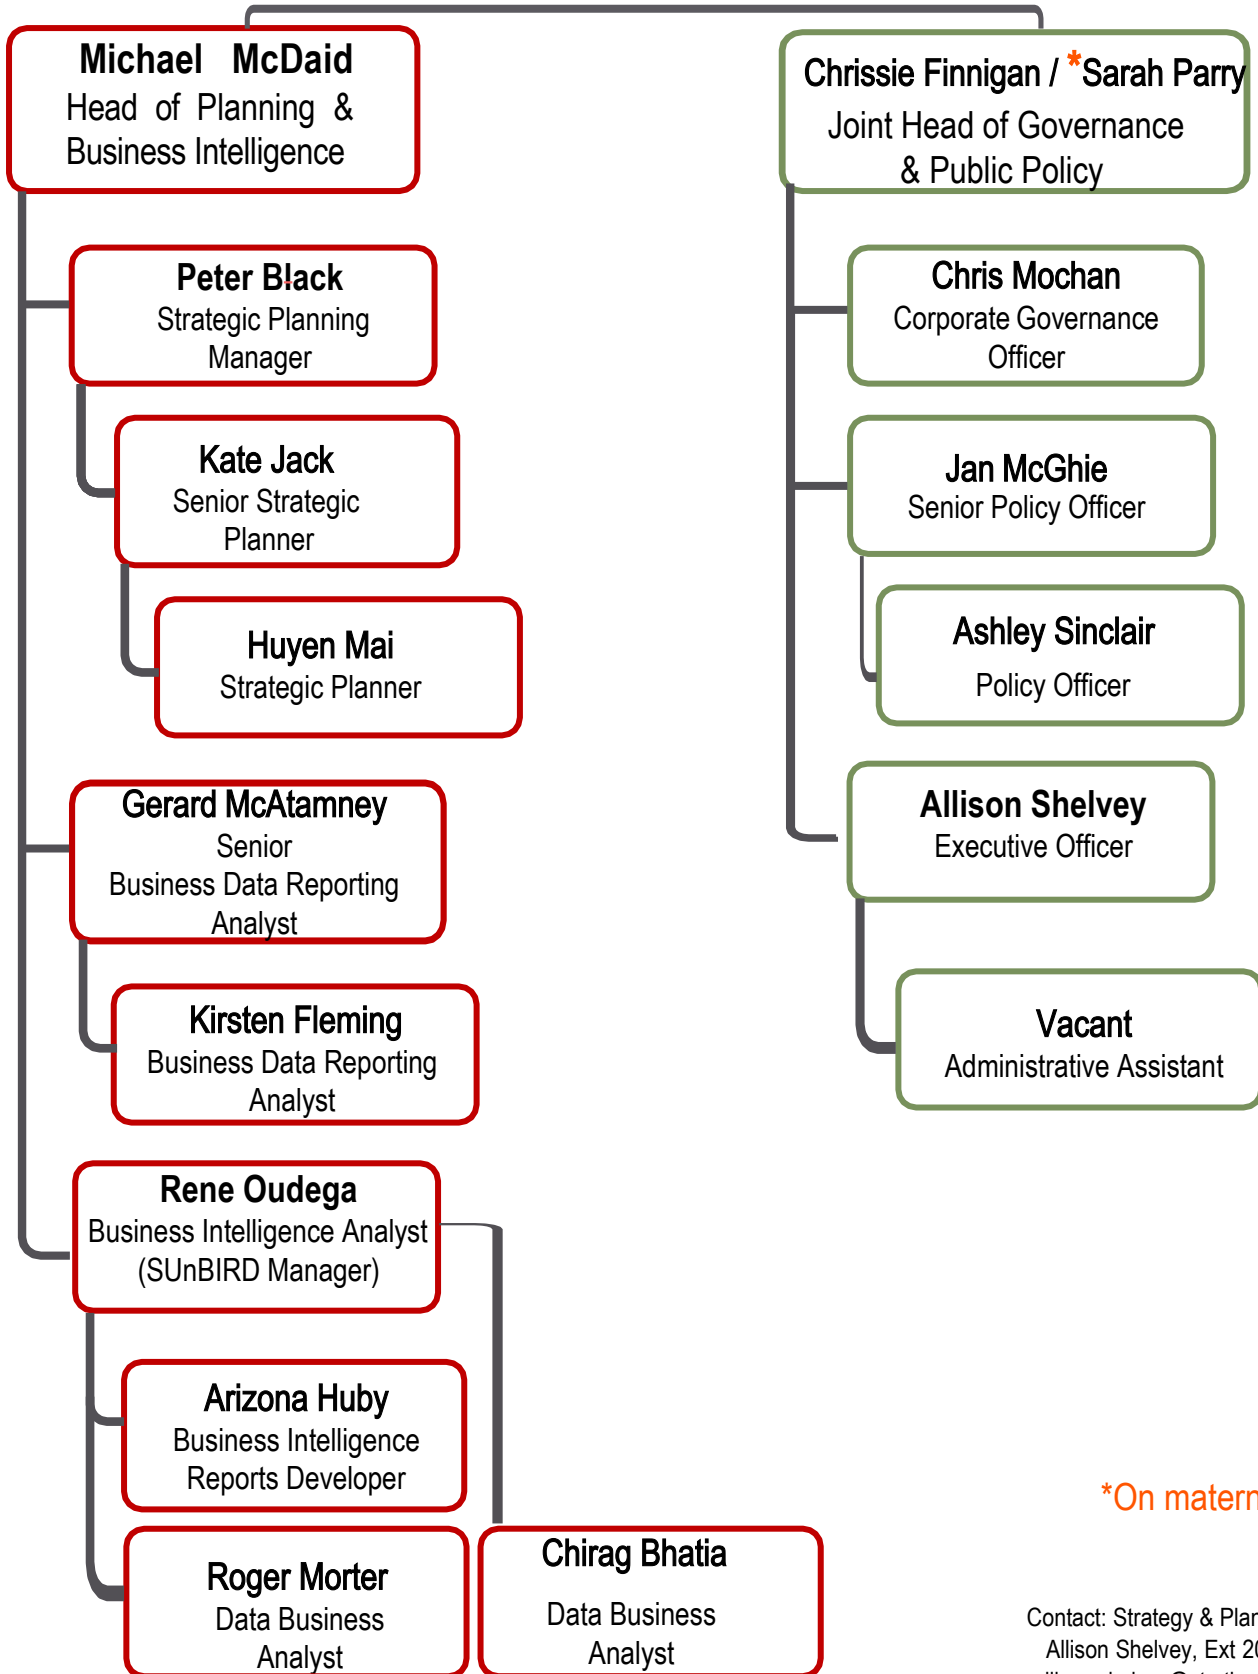 Michael McDaid
Head of Planning &
Business Intelligence
Chrissie Finnigan / *Sarah Parry
Joint Head of Governance
& Public Policy
Peter Black
Strategic Planning
Manager
Kate Jack
Senior Strategic
Planner
Huyen Mai
Strategic Planner
Gerard McAtamney
Senior
Business Data Reporting
Analyst
Kirsten Fleming
Business Data Reporting
Analyst
Rene Oudega
Business Intelligence Analyst
(SUnBIRD Manager)
Arizona Huby
Business Intelligence
Reports Developer
Roger Morter
Data Business
Analyst
Chirag Bhatia
Data Business
Analyst
Chris Mochan
Corporate Governance
Officer
Jan McGhie
Senior Policy Officer
Ashley Sinclair
Policy Officer
Allison Shelvey
Executive Officer
Vacant
Administrative Assistant
*On matern
Contact: Strategy & Plan
Allison Shelvey, Ext 20